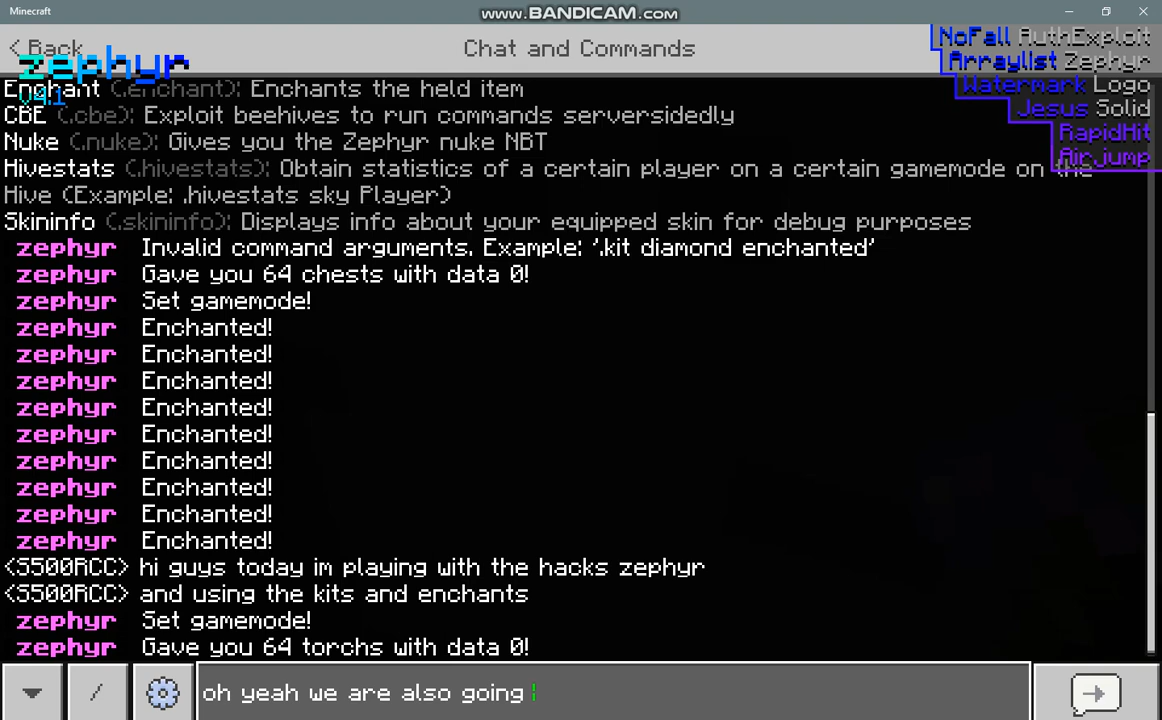 Minecraft
www.BANDICAM.com
< Back
Chat and Commands
zephyr
v4.1
NoFall AuthExploit
Arraylist Zephyr
Watermark Logo
Jesus Solid
RapidHit
AirJump
Enchant (.enchant): Enchants the held item
CBE (.cbe): Exploit beehives to run commands serversidedly
Nuke (.nuke): Gives you the Zephyr nuke NBT
Hivestats (.hivestats): Obtain statistics of a certain player on a certain gamemode on the
Hive (Example: .hivestats sky Player)
Skininfo (.skininfo): Displays info about your equipped skin for debug purposes
zephyr Invalid command arguments. Example: '.kit diamond enchanted'
zephyr Gave you 64 chests with data 0!
zephyr Set gamemode!
zephyr Enchanted!
zephyr Enchanted!
zephyr Enchanted!
zephyr Enchanted!
zephyr Enchanted!
zephyr Enchanted!
zephyr Enchanted!
zephyr Enchanted!
zephyr Enchanted!
<S500RCC> hi guys today im playing with the hacks zephyr
<S500RCC> and using the kits and enchants
zephyr Set gamemode!
zephyr Gave you 64 torchs with data 0!
/
oh yeah we are also going